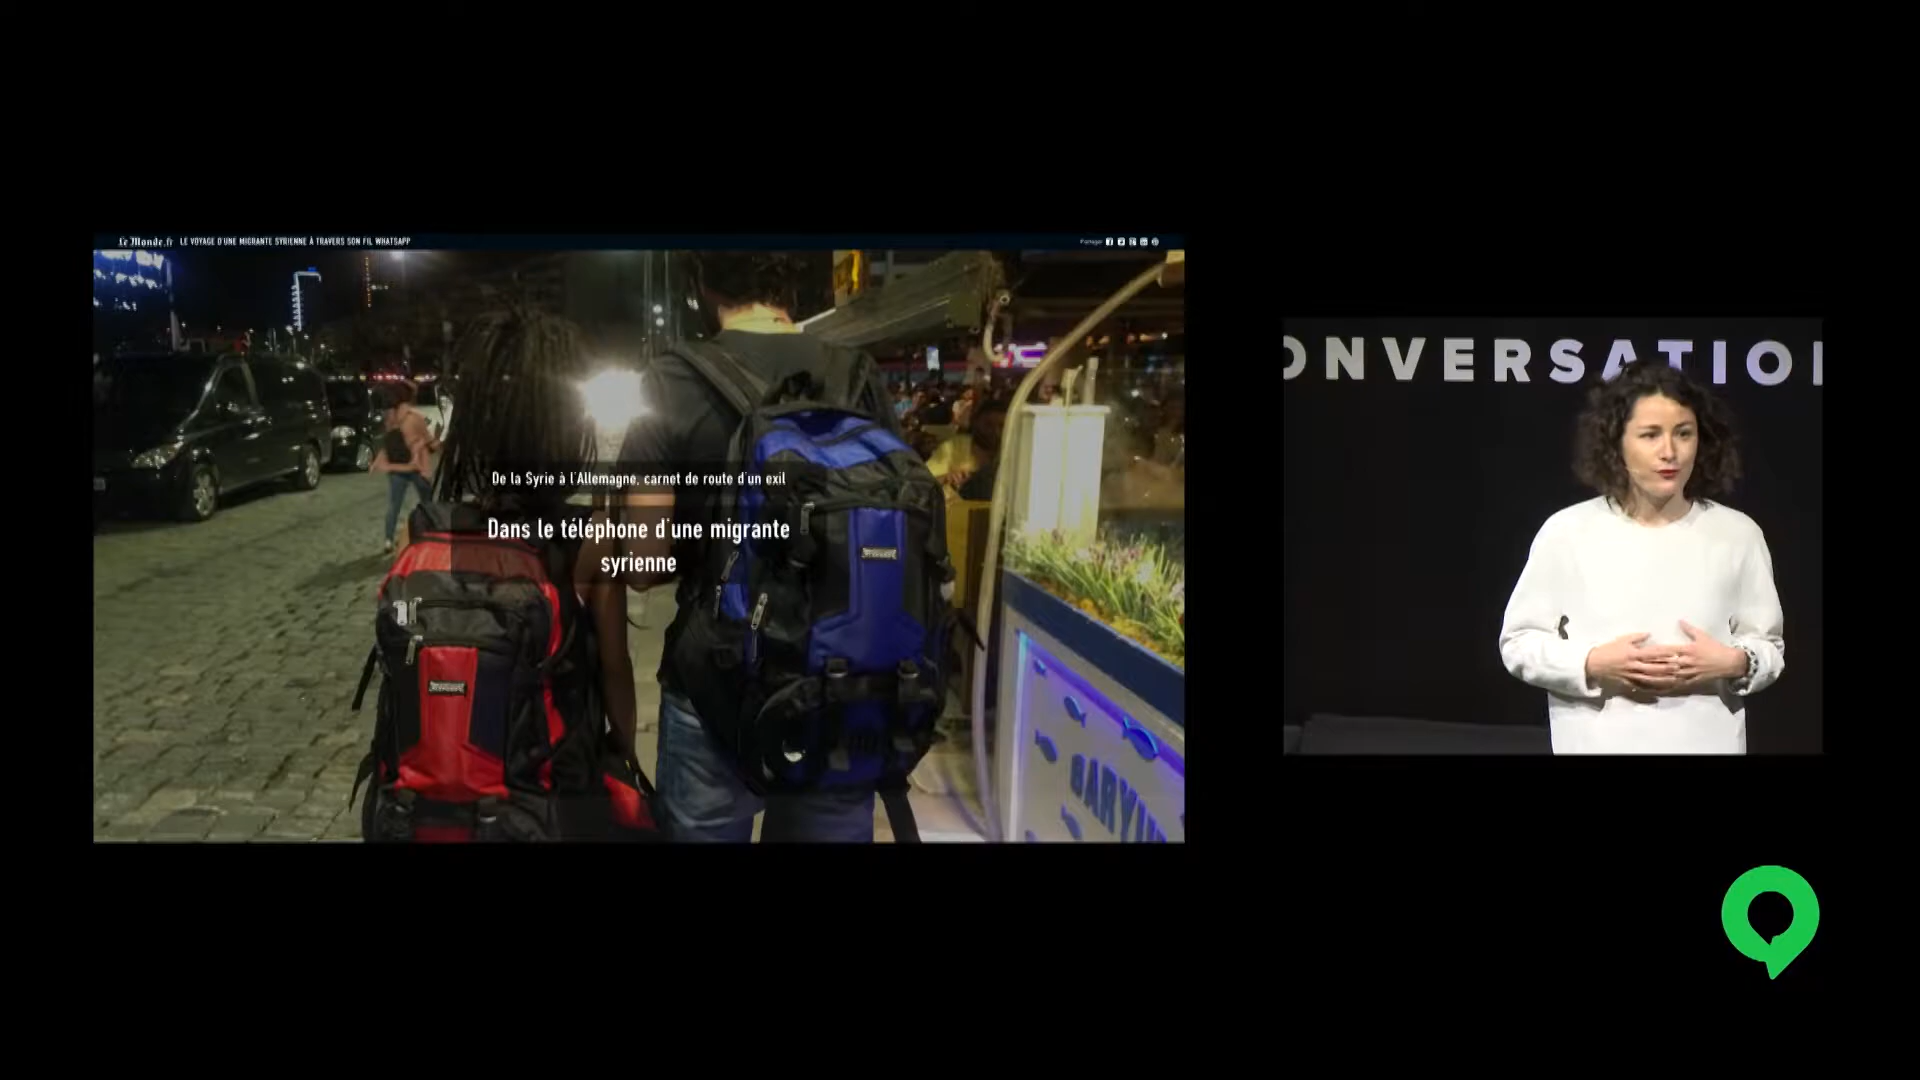 Le Monde.fr LE VOYAGE D'UNE MIGRANTE SYRIENNE À TRAVERS SON FIL WHATSAPP
Partager
De la Syrie à l'Allemagne, carnet de route d'un exil
Dans le téléphone d'une migrante
syrienne
ONVERSATIO